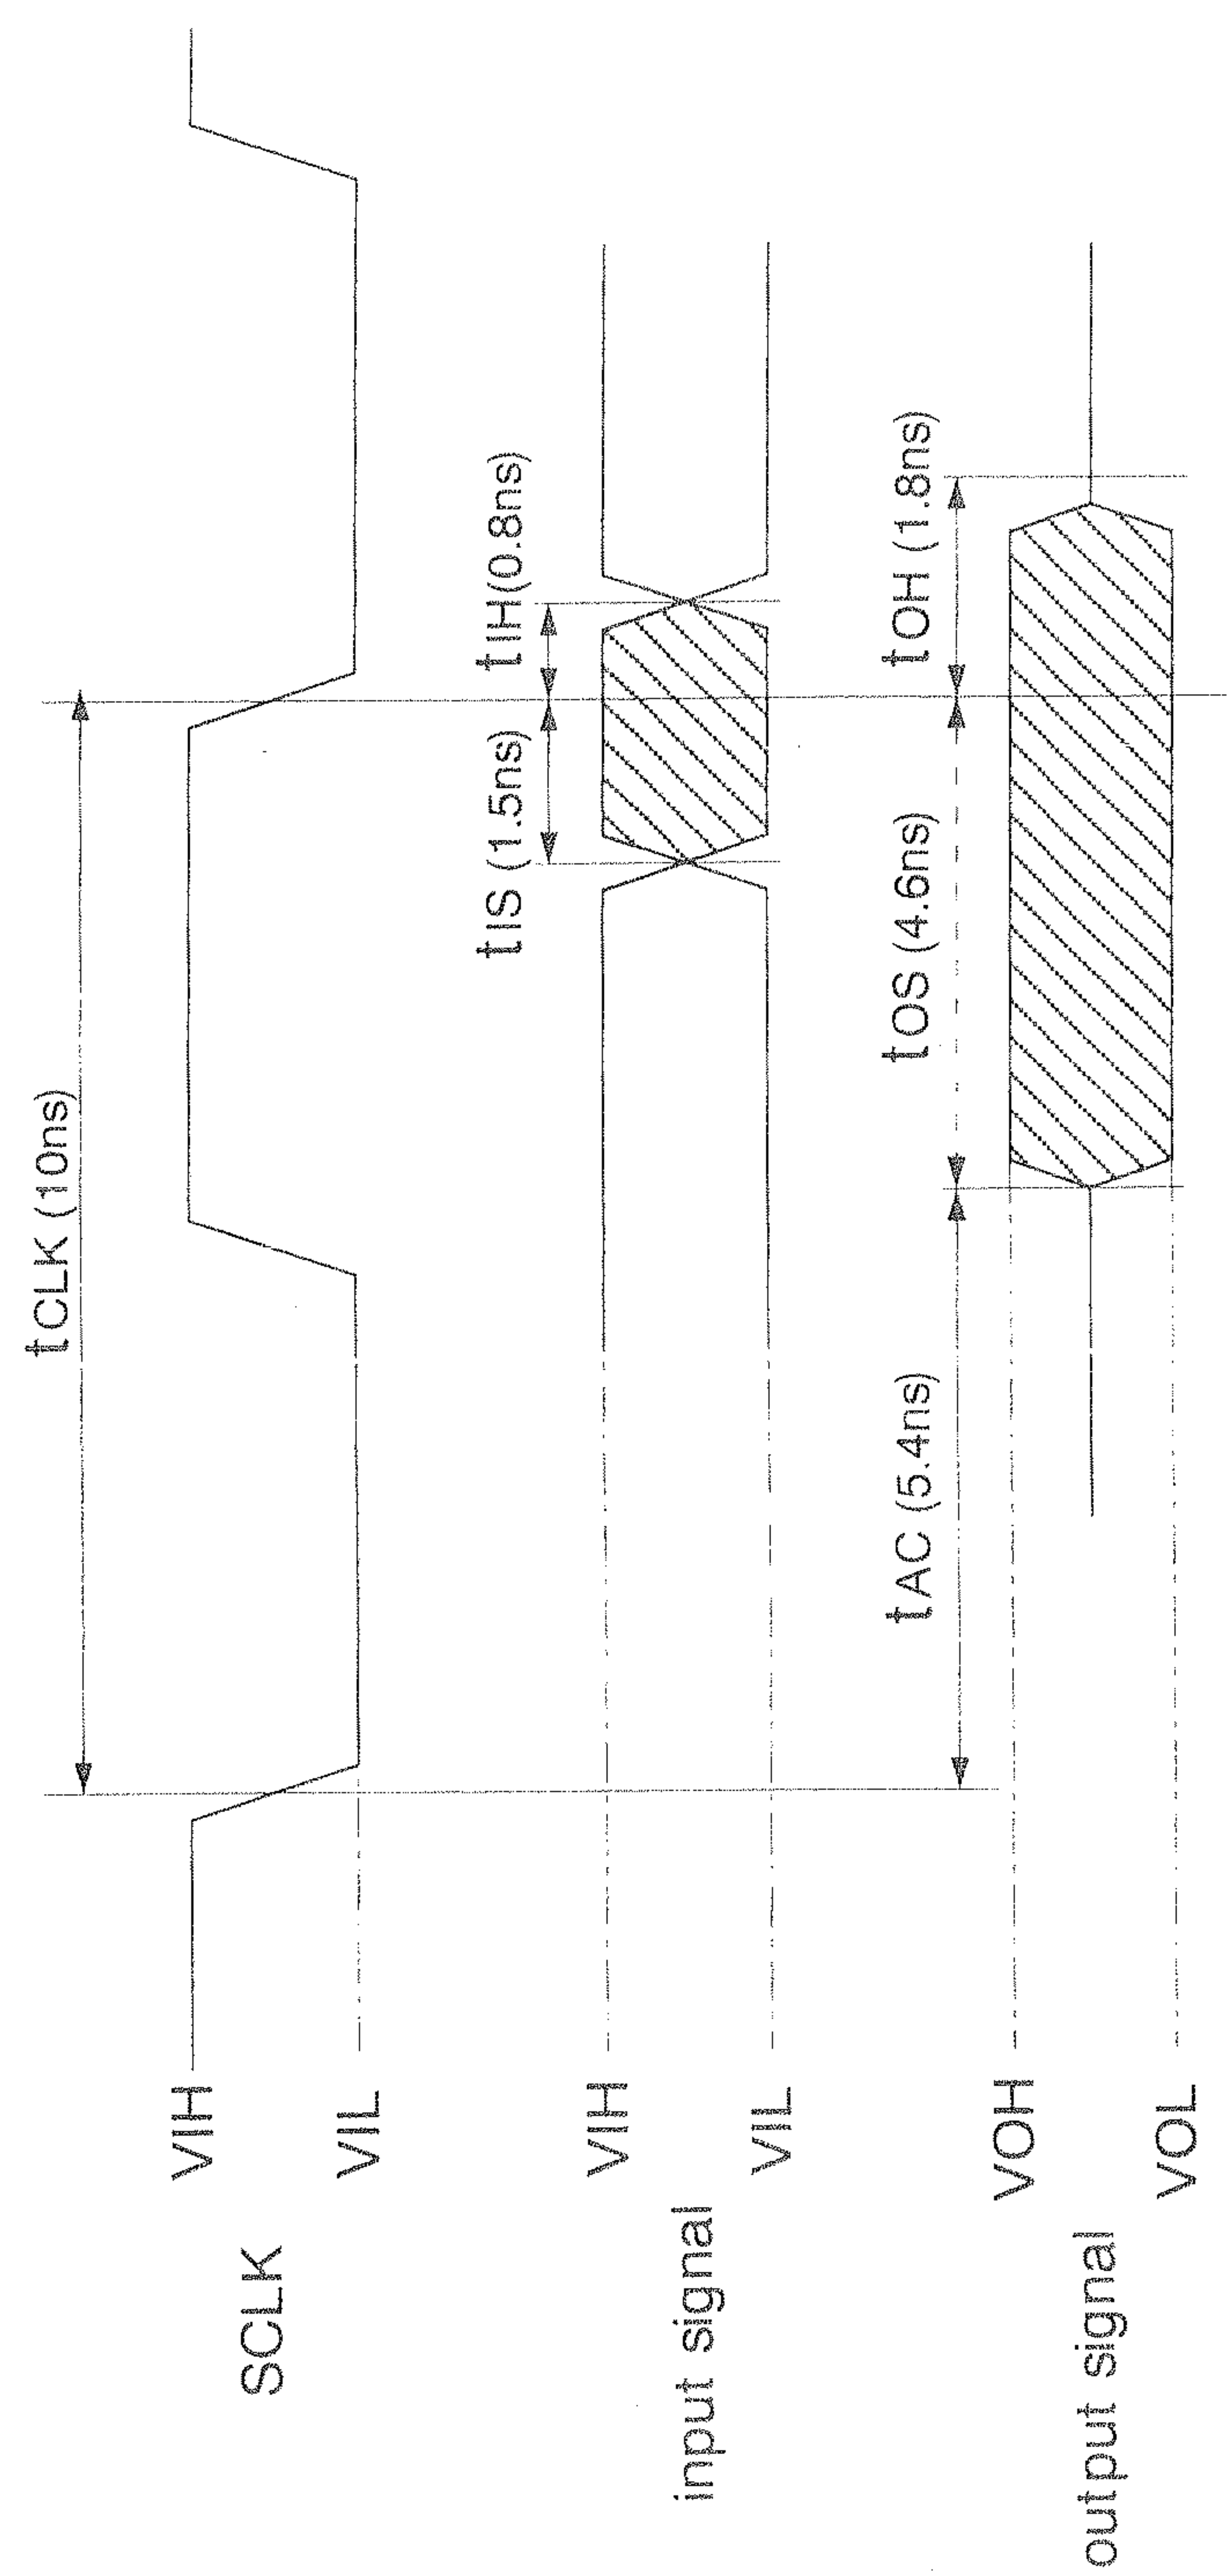 tCLK (10ns)
SCLK
VIH
VIL
tIS (1.5ns)
tIH(0.8ns)
input signal
VIH
VIL
tAC (5.4ns)
tOS (4.6ns)
tOH (1.8ns)
output signal
VOH
VOL